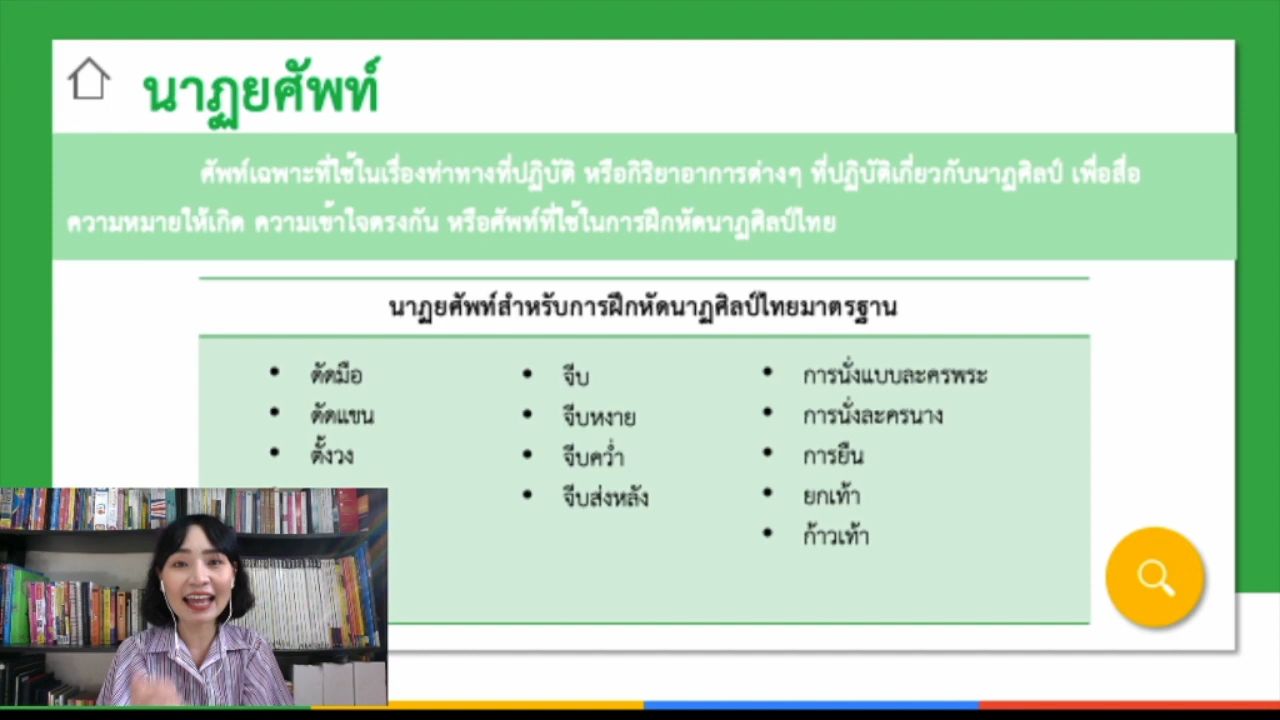 นาฏยศัพท์
ศัพท์เฉพาะที่ใช้ในเรื่องท่าทางที่ปฏิบัติ หรือกิริยาอาการต่างๆ ที่ปฏิบัติเกี่ยวกับนาฏศิลป์ เพื่อสื่อ
ความหมายให้เกิด ความเข้าใจตรงกัน หรือศัพท์ที่ใช้ในการฝึกหัดนาฏศิลป์ไทย
นาฏยศัพท์สำหรับการฝึกหัดนาฏศิลป์ไทยมาตรฐาน
• ดัดมือ
• ดัดแขน
• ตั้งวง
• จีบ
• จีบหงาย
• จีบคว่ำ
• จีบส่งหลัง
• การนั่งแบบละครพระ
• การนั่งละครนาง
• การยืน
• ยกเท้า
• ก้าวเท้า